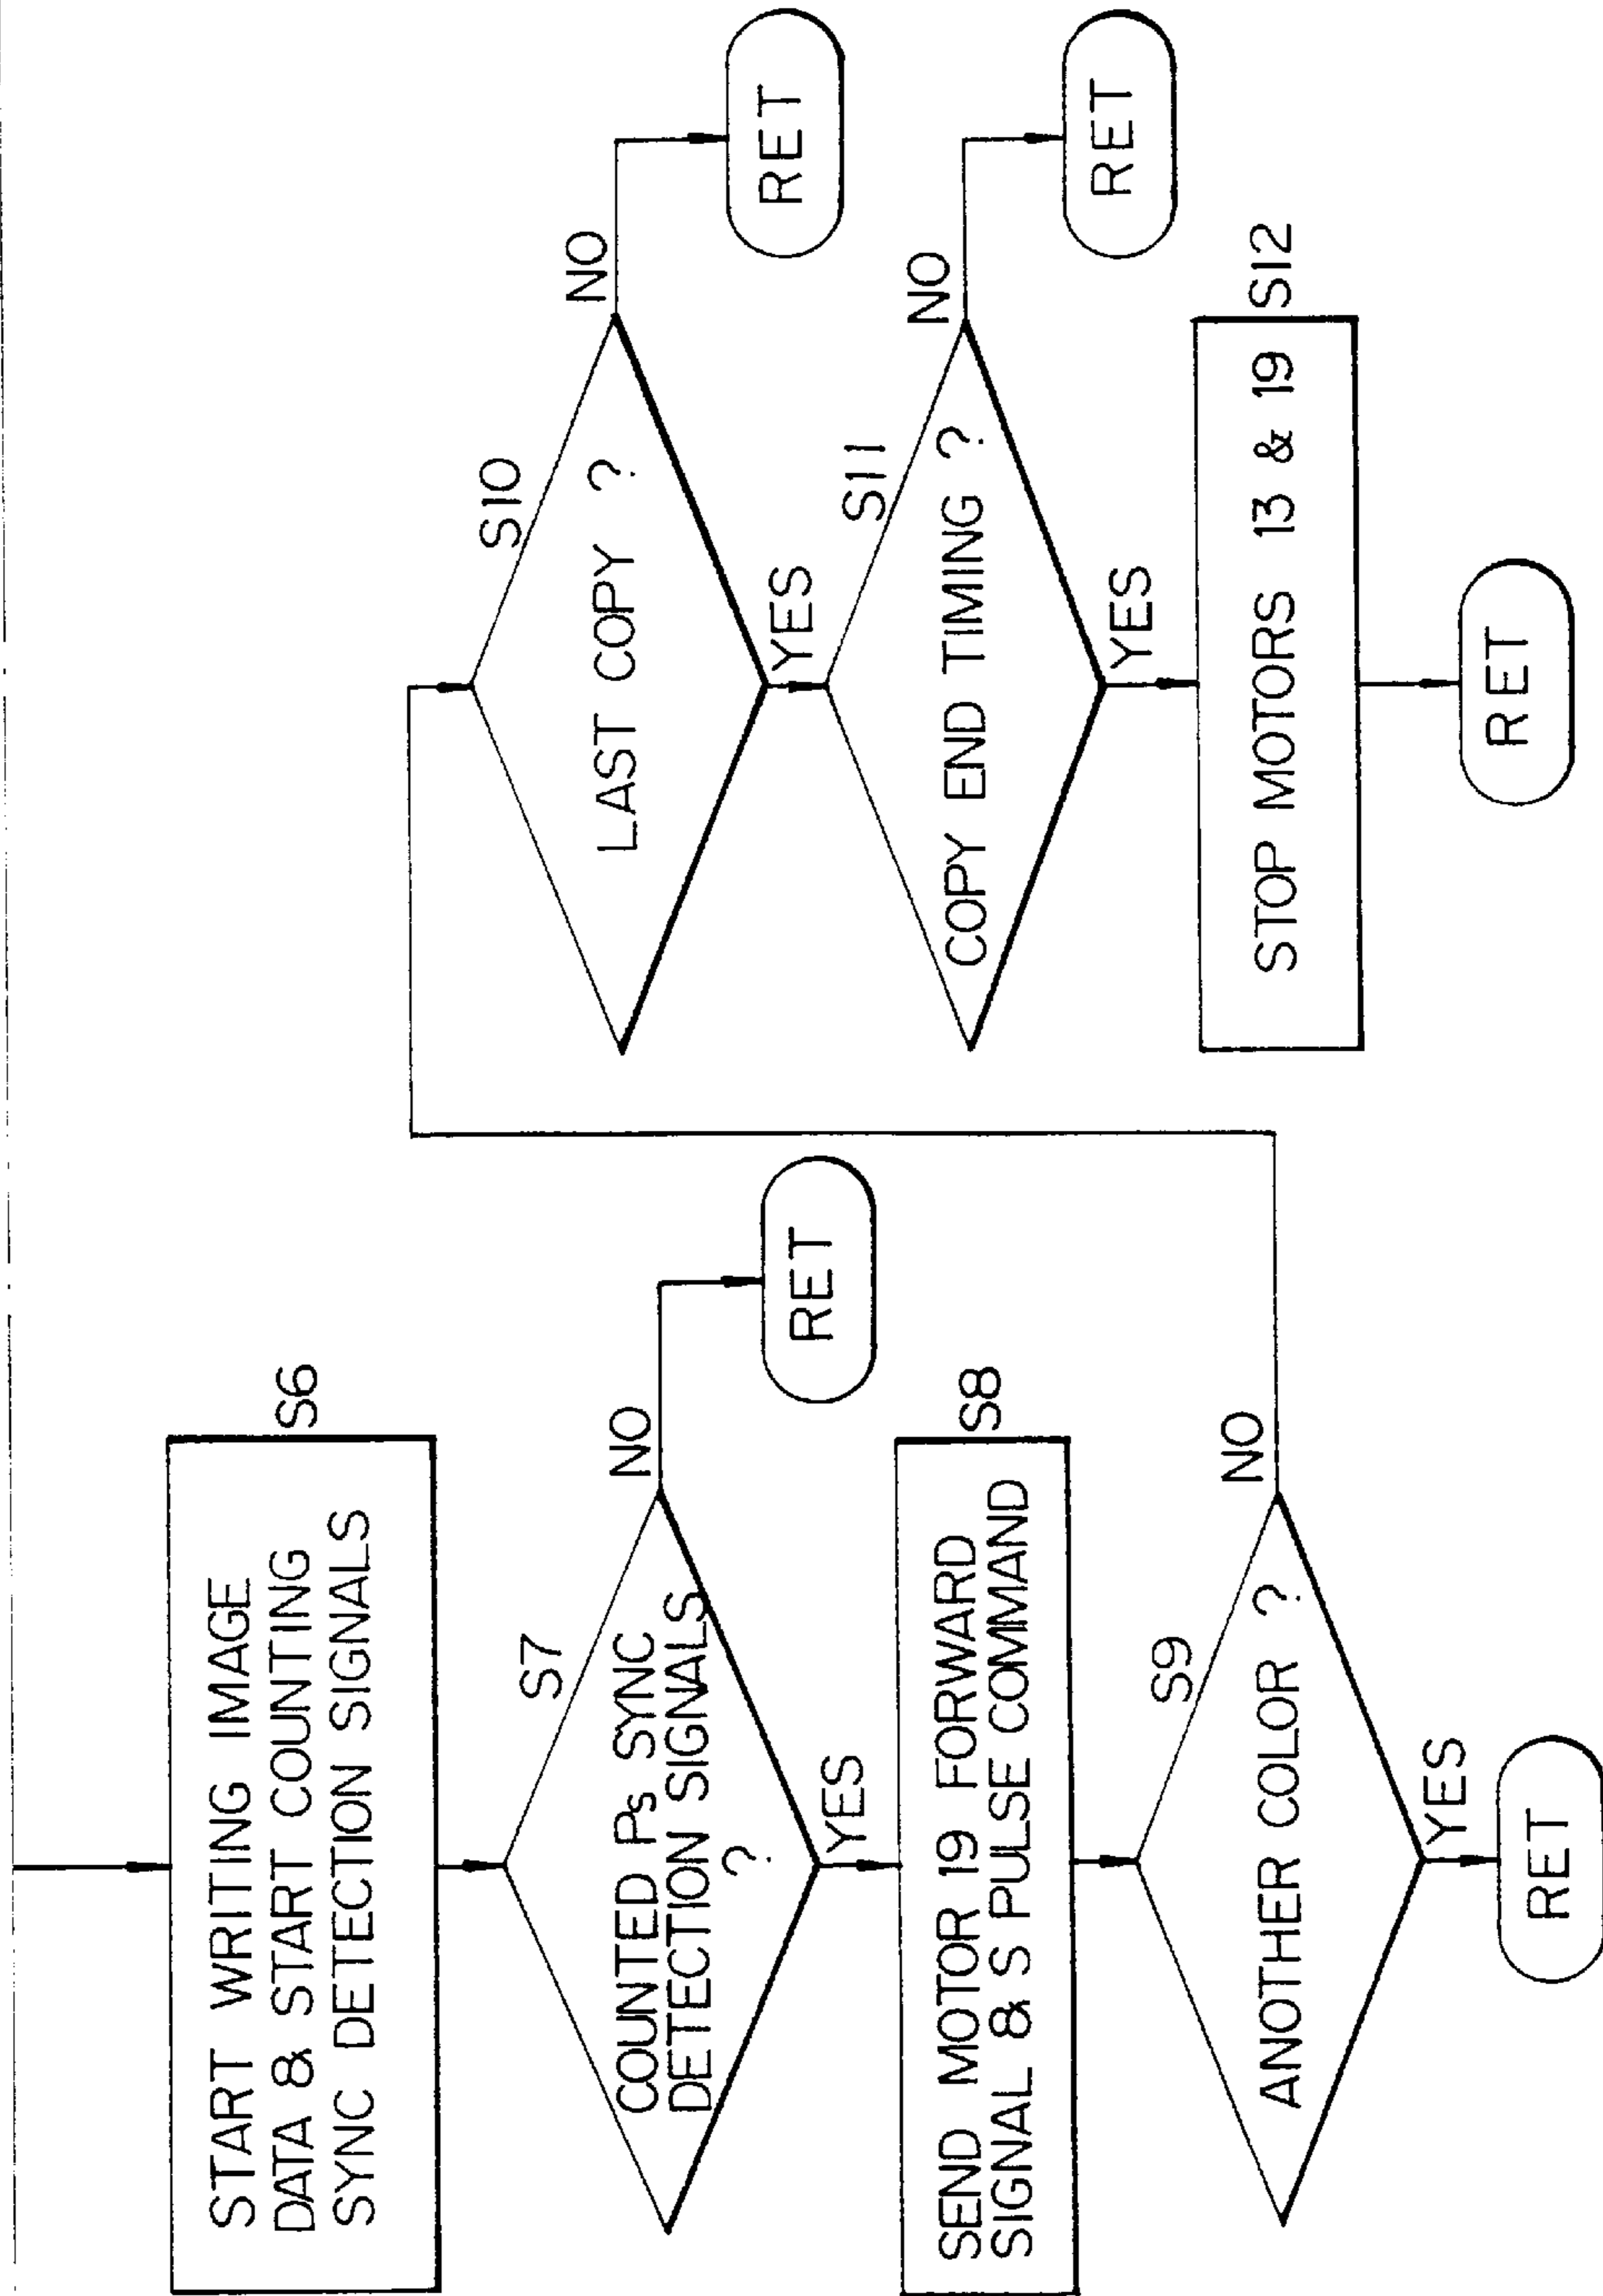 S6
START WRITING IMAGE
DATA & START COUNTING
SYNC DETECTION SIGNALS
S7
COUNTED Ps SYNC
DETECTION SIGNALS
?
NO
RET
YES
S8
SEND MOTOR 19 FORWARD
SIGNAL & S PULSE COMMAND
S9
ANOTHER COLOR ?
NO
YES
RET
S10
LAST COPY ?
NO
RET
YES
S11
COPY END TIMING ?
NO
RET
YES
S12
STOP MOTORS 13 & 19
RET